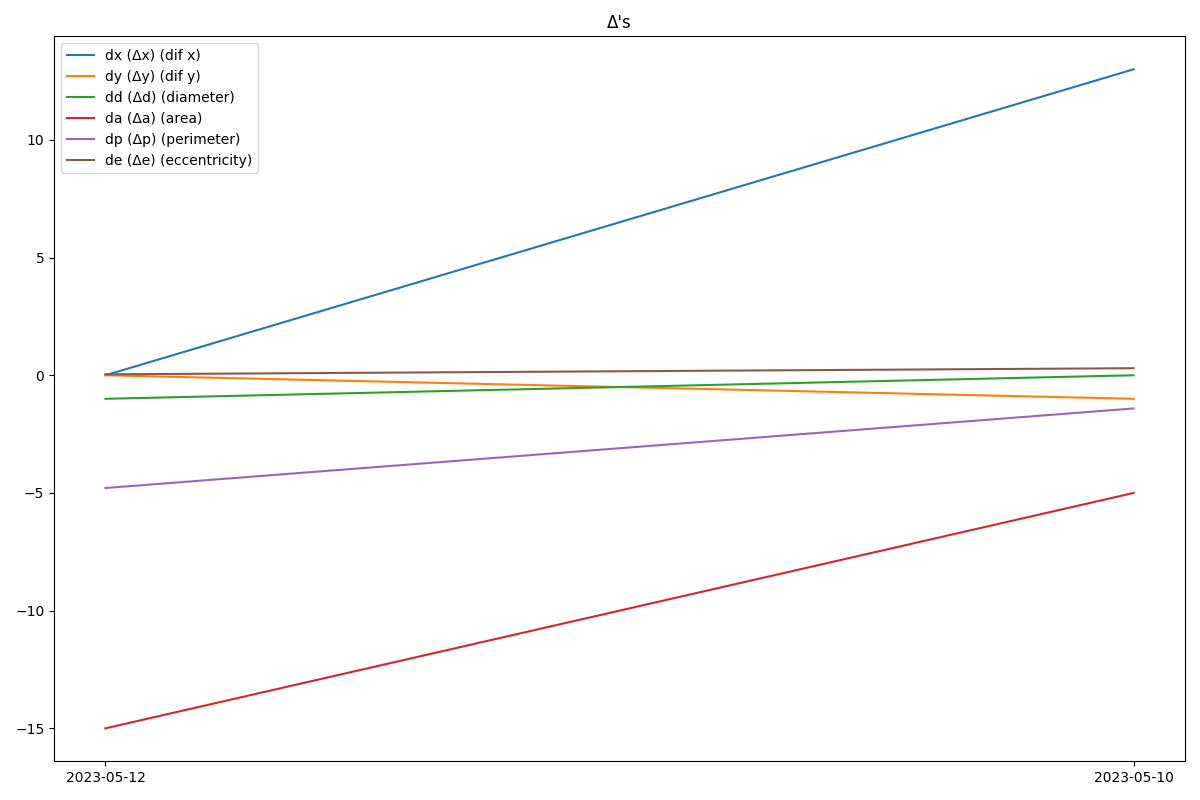 Δ's
dx (Δx) (dif x)
dy (Δy) (dif y)
dd (Δd) (diameter)
da (Δa) (area)
dp (Δp) (perimeter)
de (Δe) (eccentricity)
10
5
0
−5
−10
−15
2023-05-12 2023-05-10